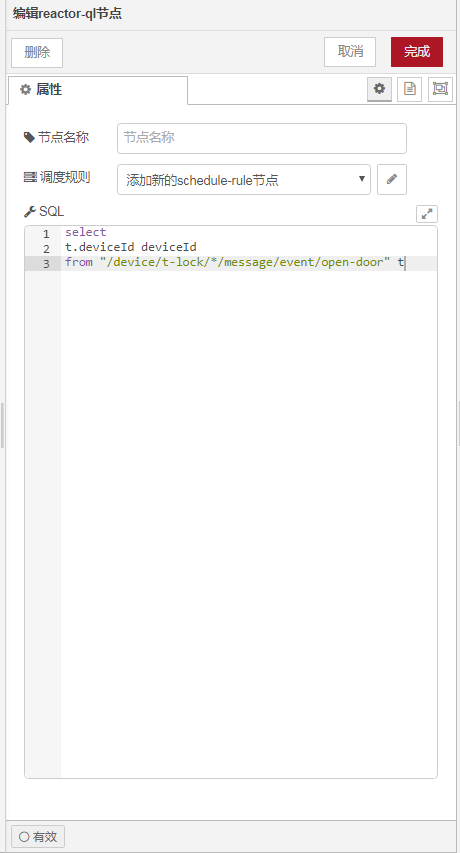 编辑reactor-ql节点
删除
取消
完成
属性
节点名称
节点名称
调度规则
添加新的schedule-rule节点
SQL
1 select
2 t.deviceId deviceId
3 from "/device/t-lock/*/message/event/open-door" t
有效